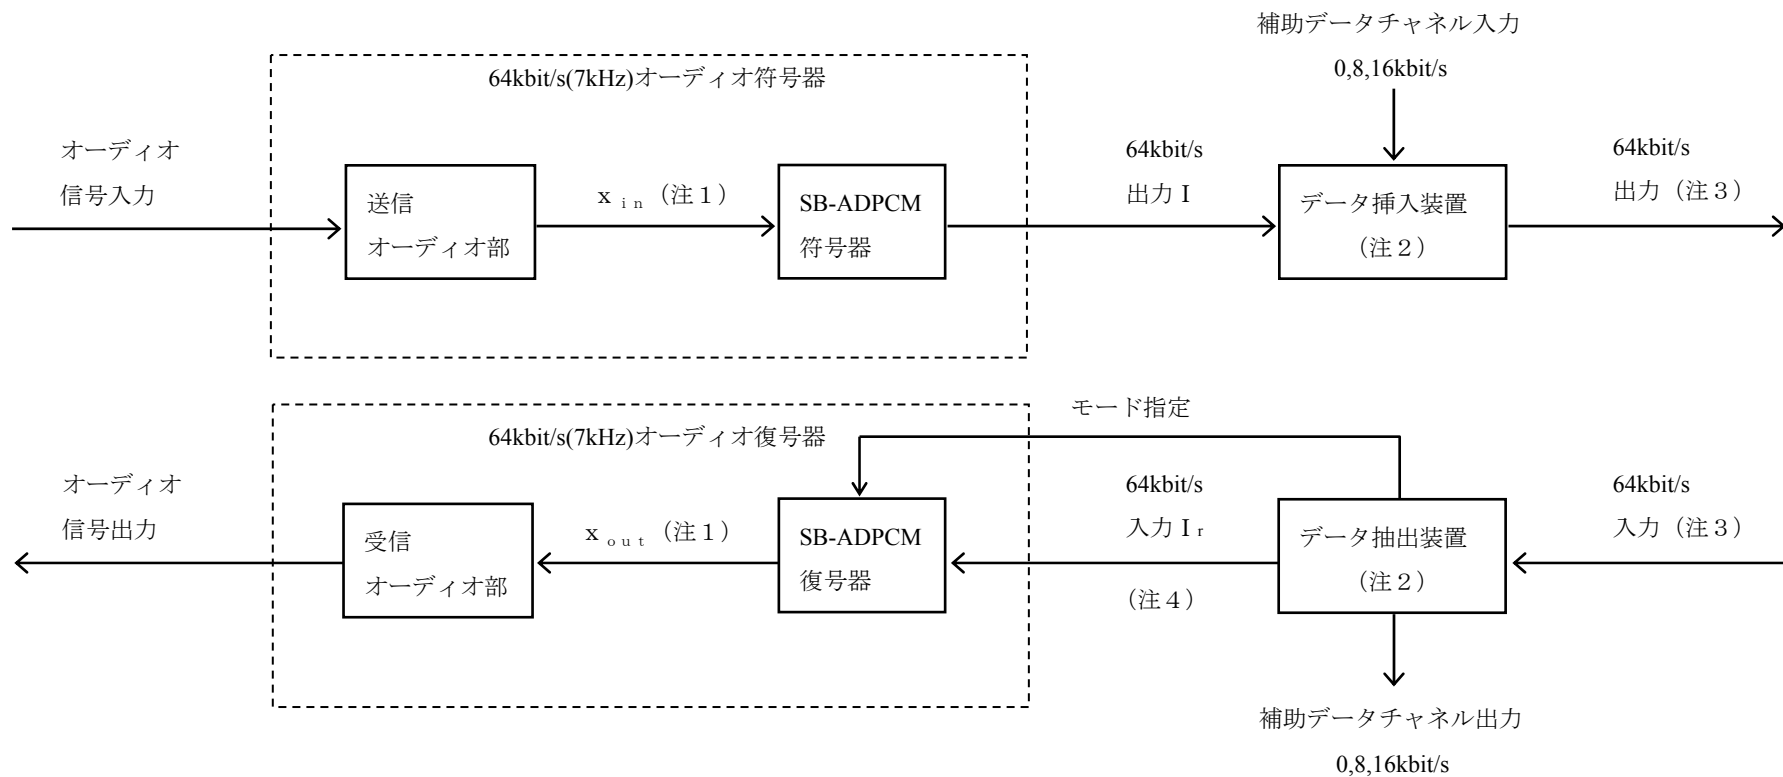 補助データチャネル入力
0,8,16kbit/s
64kbit/s(7kHz)オーディオ符号器
オーディオ
信号入力
送信
オーディオ部
x in（注１）
SB-ADPCM
符号器
64kbit/s
出力 I
データ挿入装置
（注２）
64kbit/s
出力（注３）
64kbit/s(7kHz)オーディオ復号器
モード指定
オーディオ
信号出力
受信
オーディオ部
x out（注１）
SB-ADPCM
復号器
64kbit/s
入力 I r
（注４）
データ抽出装置
（注２）
64kbit/s
入力（注３）
補助データチャネル出力
0,8,16kbit/s